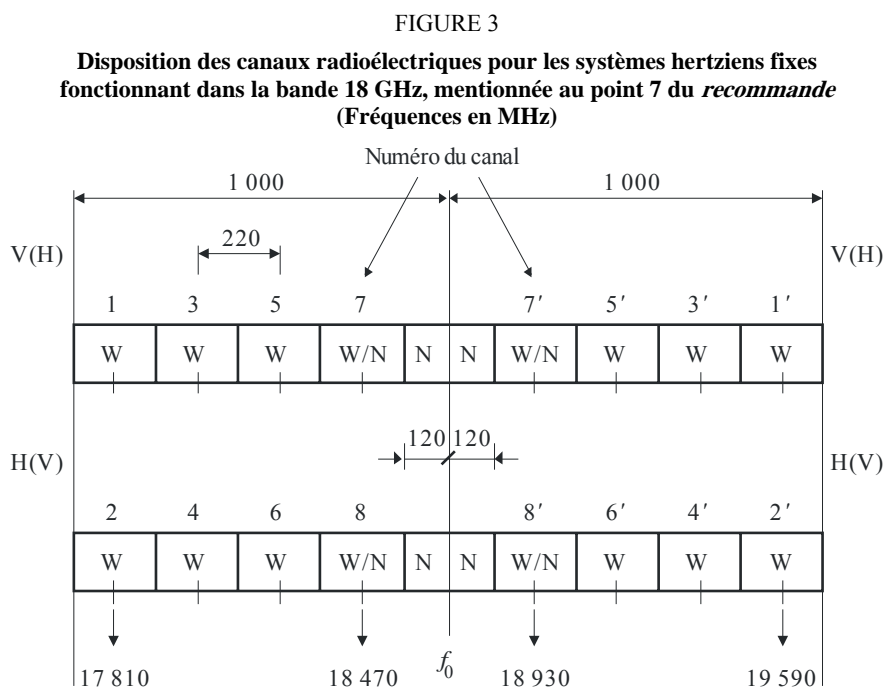 FIGURE 3
Disposition des canaux radioélectriques pour les systèmes hertziens fixes
fonctionnant dans la bande 18 GHz, mentionnée au point 7 du recommande
(Fréquences en MHz)
Numéro du canal
1 000 1 000
V(H) 220 V(H)
1 3 5 7 7′ 5′ 3′ 1′
W W W W/N N N W/N W W W
120 120
H(V) H(V)
2 4 6 8 8′ 6′ 4′ 2′
W W W W/N N N W/N W W W
17 810 18 470 f0 18 930 19 590